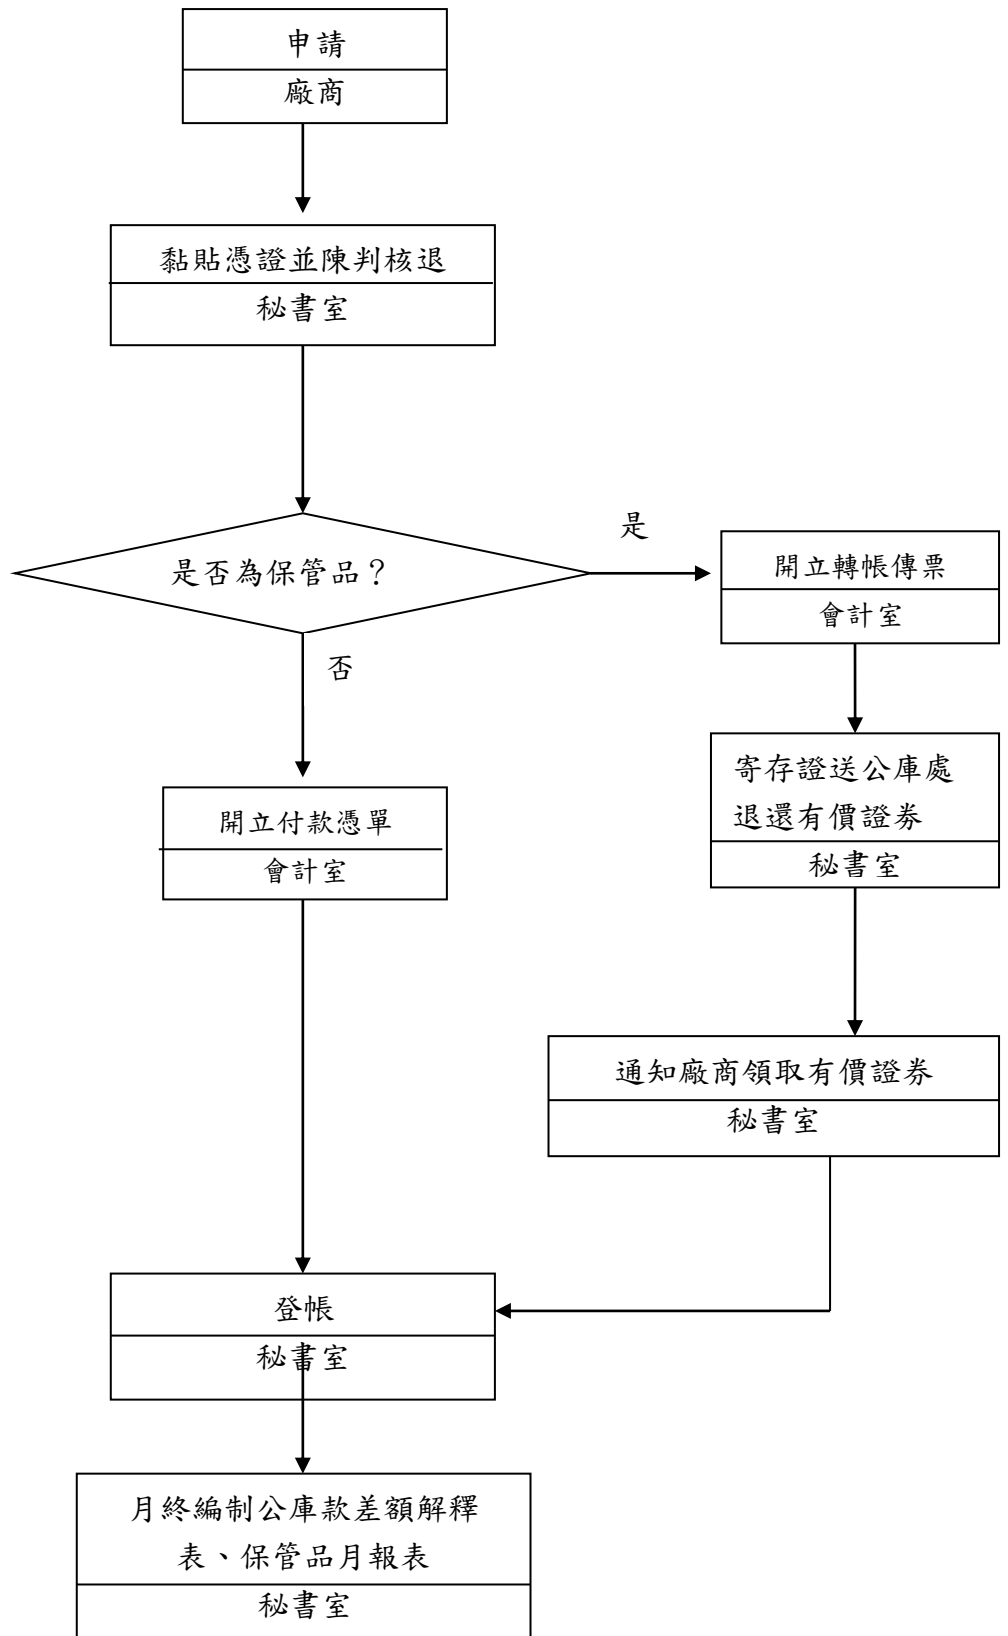 申請
廠商
黏貼憑證並陳判核退
秘書室
是否為保管品？
是
開立轉帳傳票
會計室
否
寄存證送公庫處
退還有價證券
秘書室
開立付款憑單
會計室
通知廠商領取有價證券
秘書室
登帳
秘書室
月終編制公庫款差額解釋
表、保管品月報表
秘書室